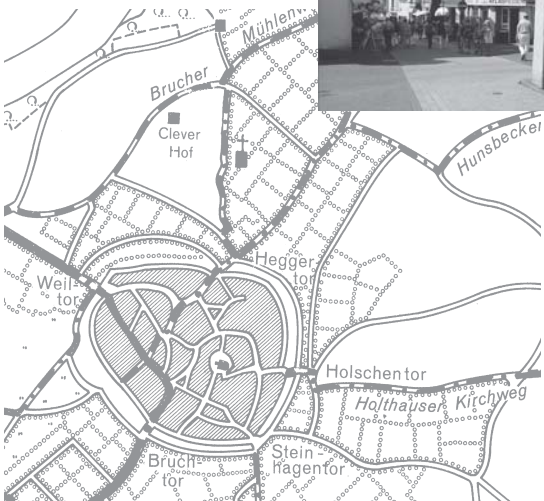 Mühlenw
Brucher
Clever
Hof
Hunsbecker
Hegger
tor
Weil-
tor
Holschentor
Holthauser Kirchweg
Stein-
hagentor
Bruch-
tor